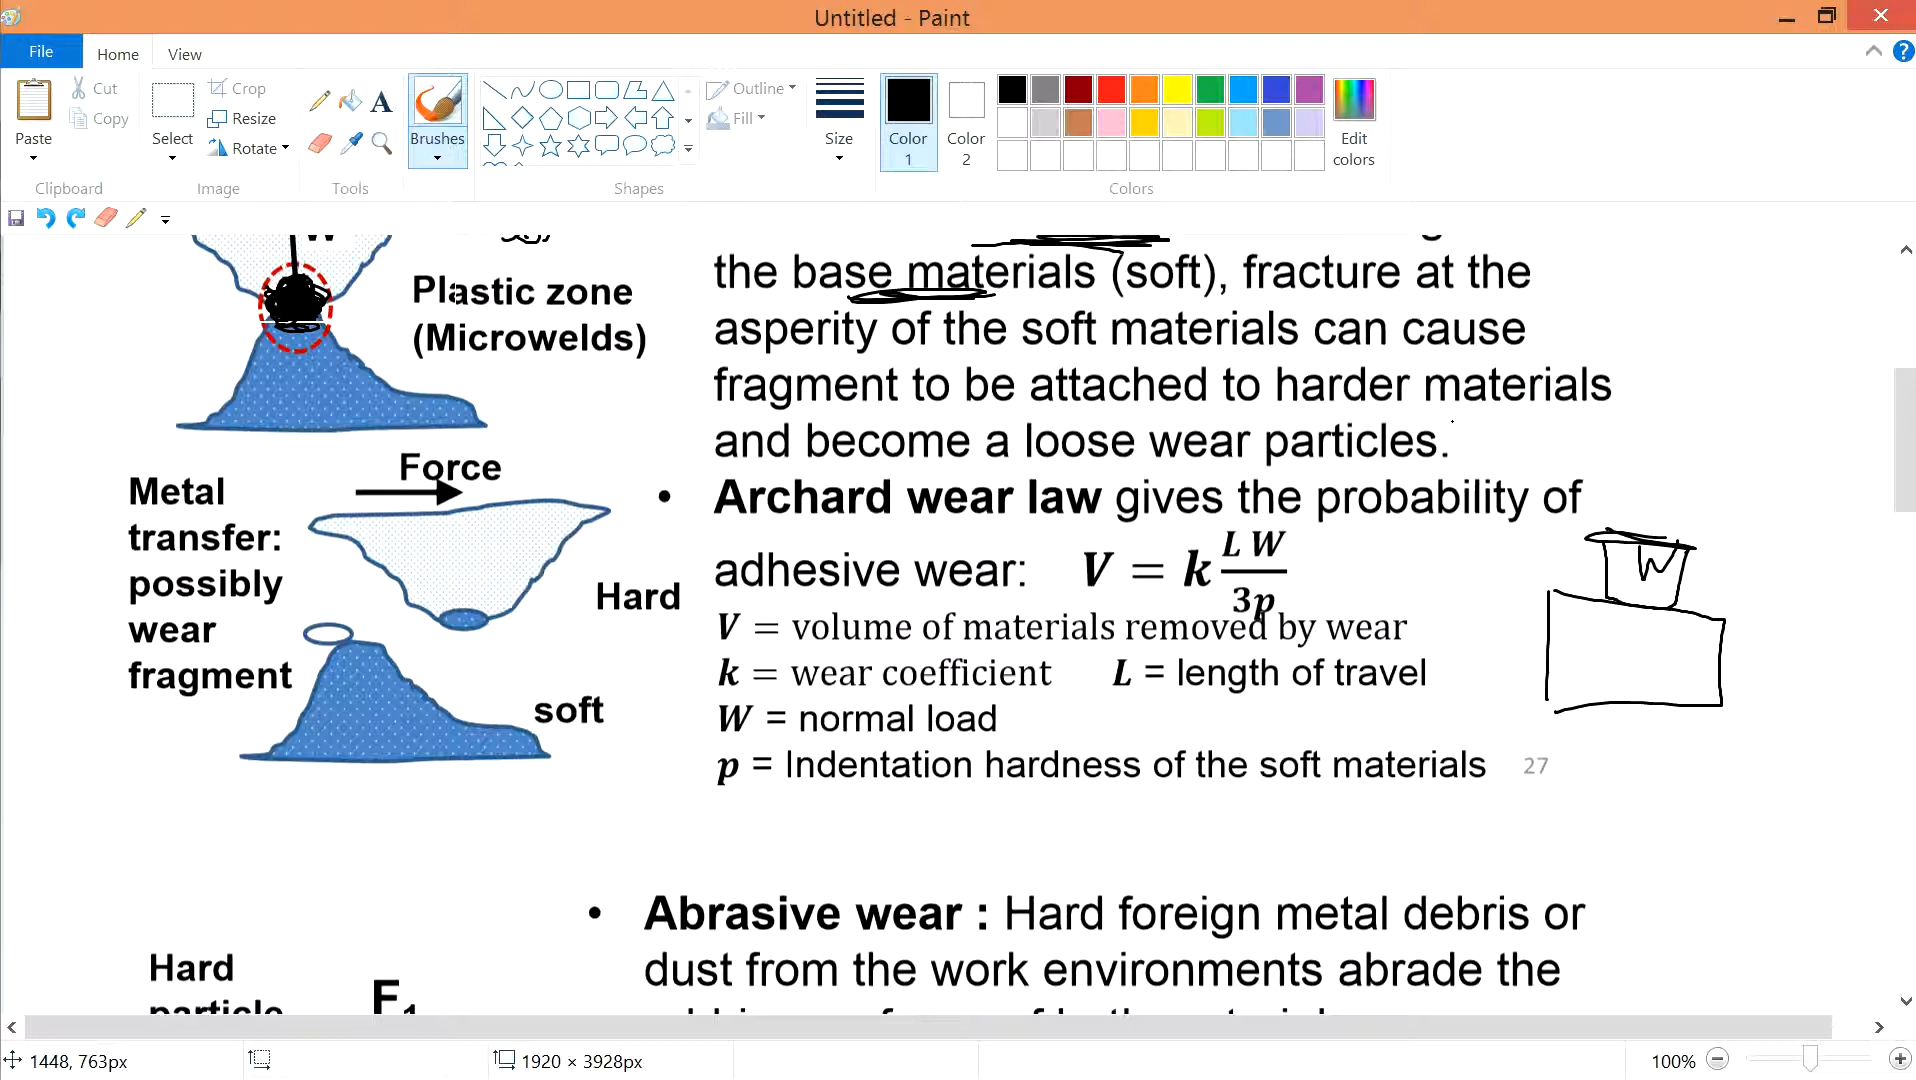 Untitled - Paint
File
Home
View
Paste
Cut
Copy
Clipboard
Select
Crop
Resize
Rotate
Image
A
Tools
Brushes
Shapes
Outline
Fill
Size
Color
1
Color
2
Edit
colors
Colors
Plastic zone
(Microwelds)
the base materials (soft), fracture at the
asperity of the soft materials can cause
fragment to be attached to harder materials
and become a loose wear particles.
Force
Metal
transfer:
possibly
wear
fragment
Hard
soft
• Archard wear law gives the probability of
adhesive wear: V = k L W / 3p
V = volume of materials removed by wear
k = wear coefficient L = length of travel
W = normal load
p = Indentation hardness of the soft materials
27
W
• Abrasive wear : Hard foreign metal debris or
dust from the work environments abrade the
Hard
particle
F1
1448, 763px
1920 × 3928px
100%